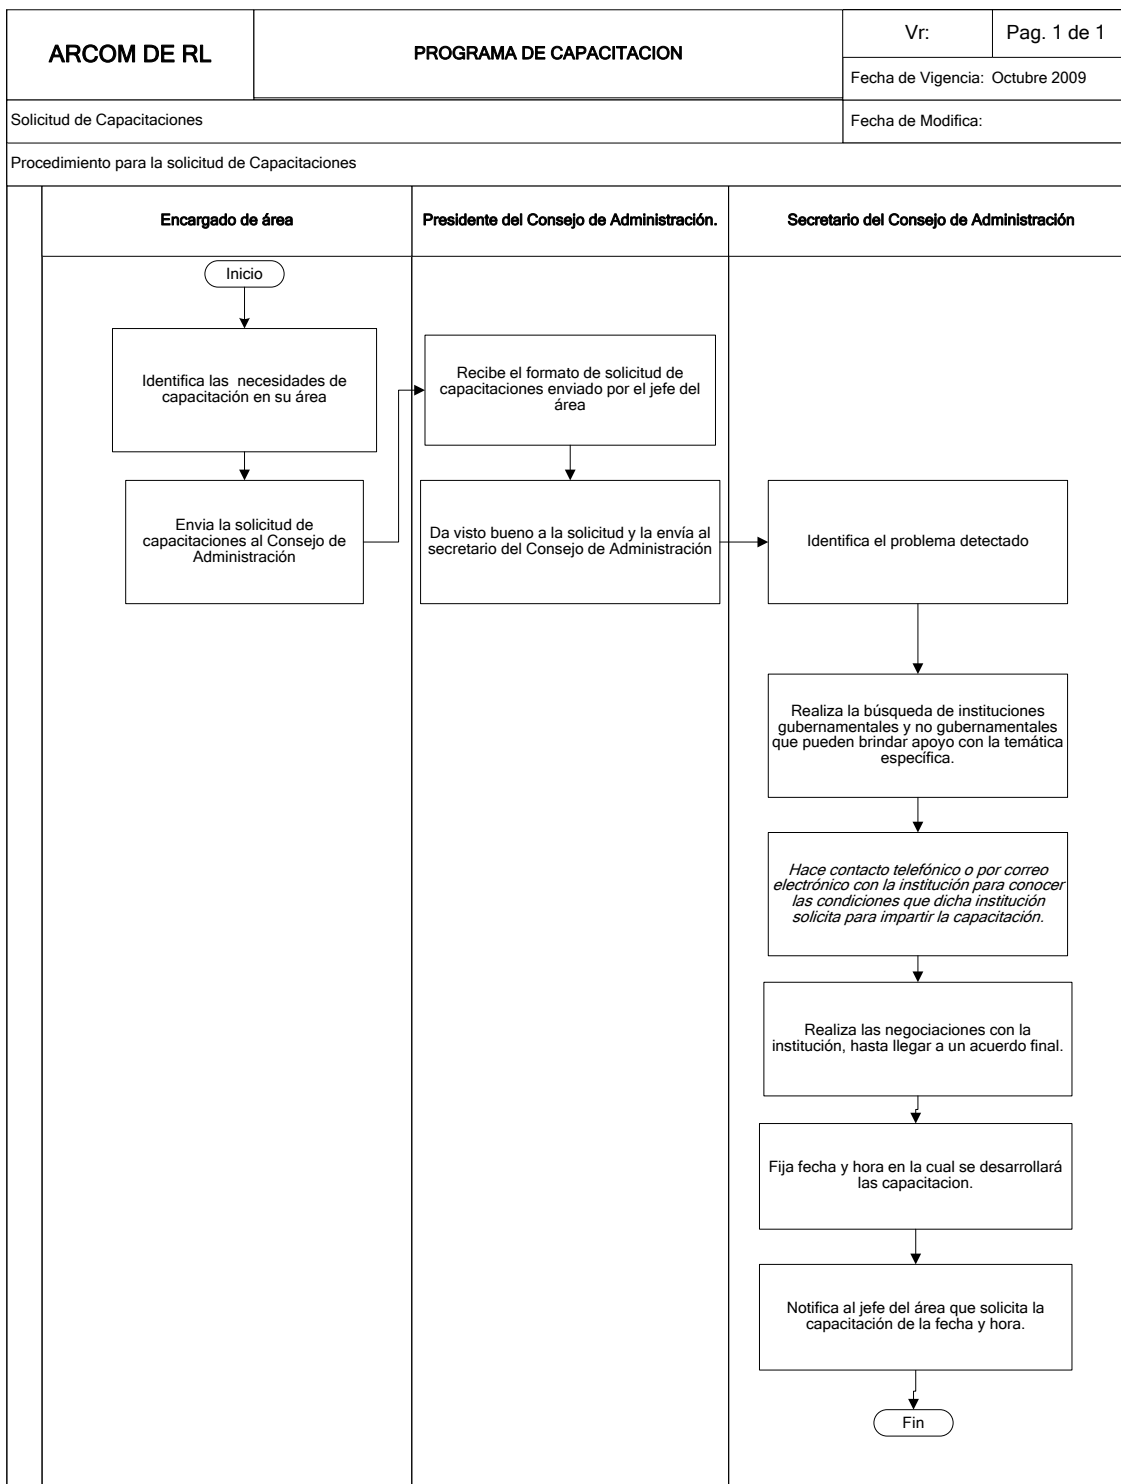 ARCOM DE RL
PROGRAMA DE CAPACITACION
Vr:
Pag. 1 de 1
Fecha de Vigencia: Octubre 2009
Solicitud de Capacitaciones
Fecha de Modifica:
Procedimiento para la solicitud de Capacitaciones
Encargado de área
Presidente del Consejo de Administración.
Secretario del Consejo de Administración
Inicio
Identifica las necesidades de
capacitación en su área
Envia la solicitud de
capacitaciones al Consejo de
Administración
Recibe el formato de solicitud de
capacitaciones enviado por el jefe del
área
Da visto bueno a la solicitud y la envía al
secretario del Consejo de Administración
Identifica el problema detectado
Realiza la búsqueda de instituciones
gubernamentales y no gubernamentales
que pueden brindar apoyo con la temática
específica.
Hace contacto telefónico o por correo
electrónico con la institución para conocer
las condiciones que dicha institución
solicita para impartir la capacitación.
Realiza las negociaciones con la
institución, hasta llegar a un acuerdo final.
Fija fecha y hora en la cual se desarrollará
las capacitacion.
Notifica al jefe del área que solicita la
capacitación de la fecha y hora.
Fin